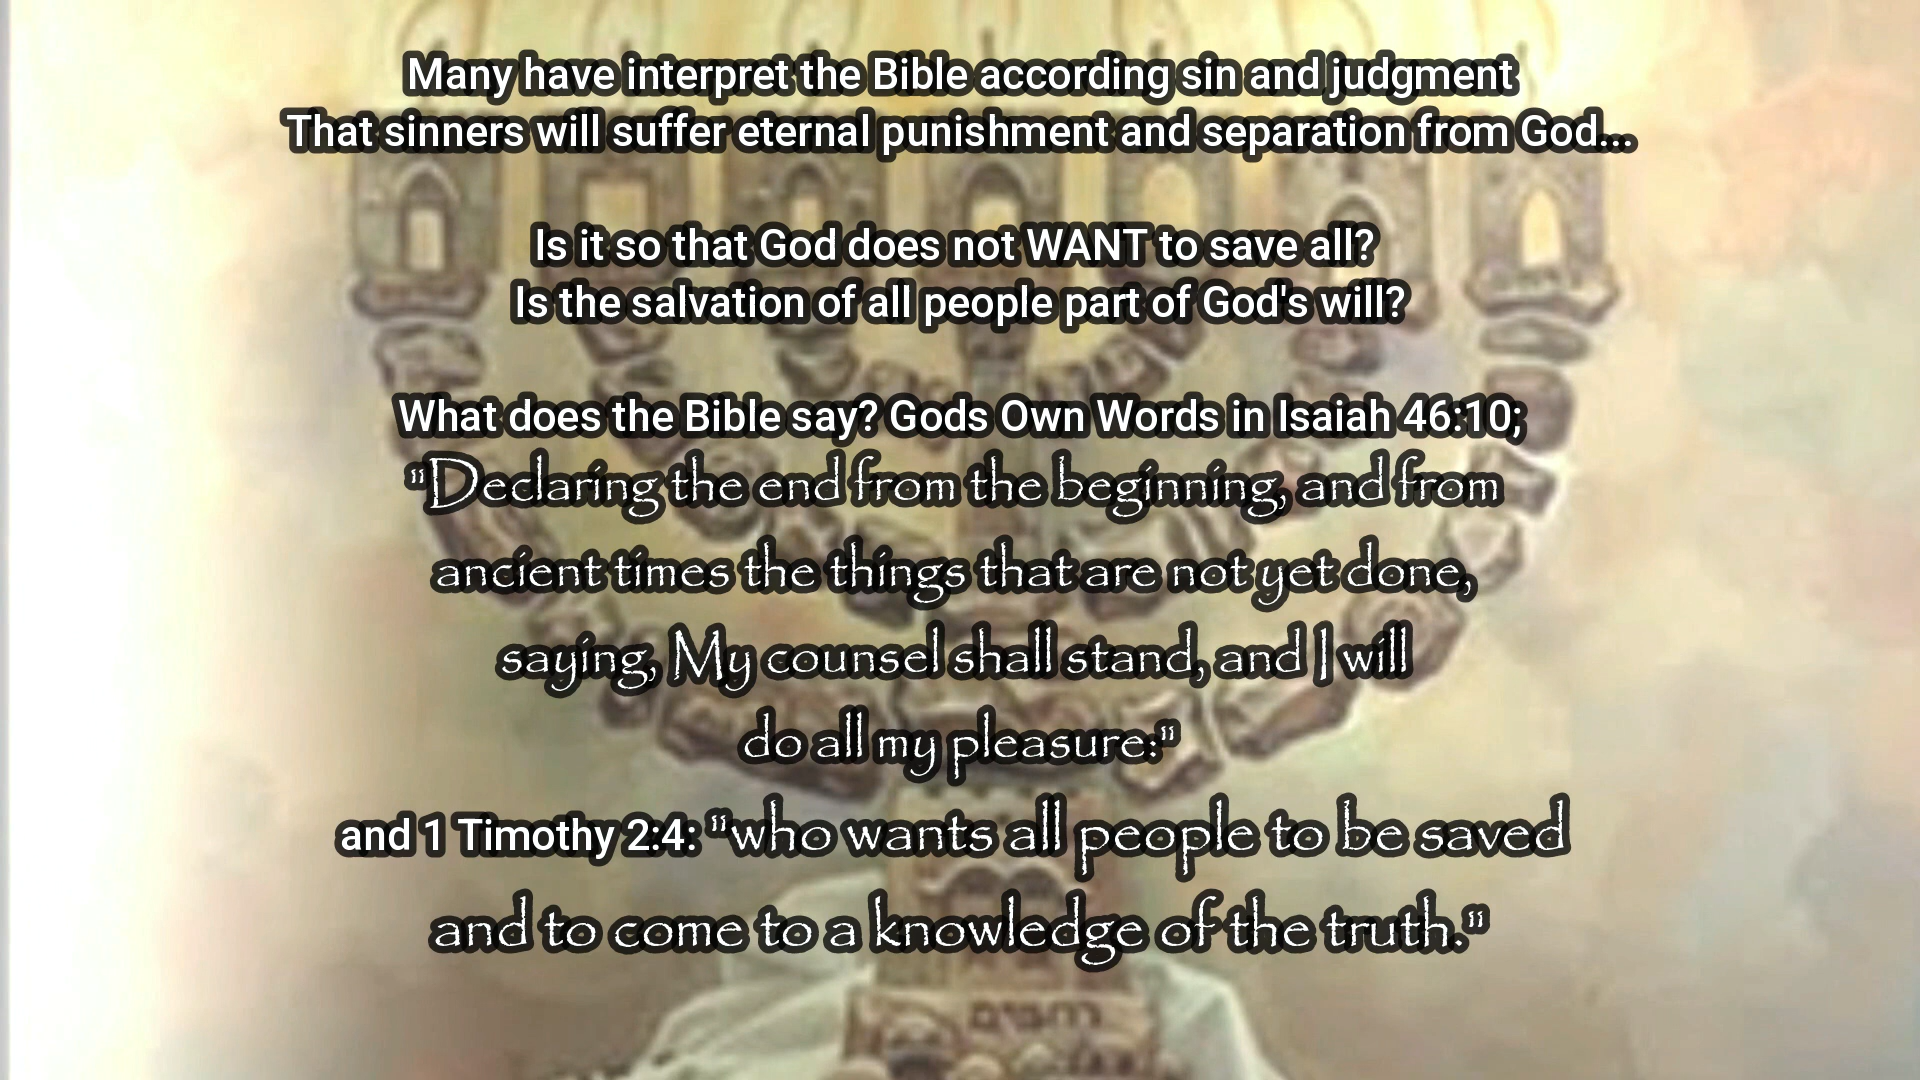 Many have interpret the Bible according sin and judgment
That sinners will suffer eternal punishment and separation from God...
Is it so that God does not WANT to save all?
Is the salvation of all people part of God's will?
What does the Bible say? Gods Own Words in Isaiah 46:10;
"Declaring the end from the beginning, and from
ancient times the things that are not yet done,
saying, My counsel shall stand, and I will
do all my pleasure:"
and 1 Timothy 2:4: "who wants all people to be saved
and to come to a knowledge of the truth."